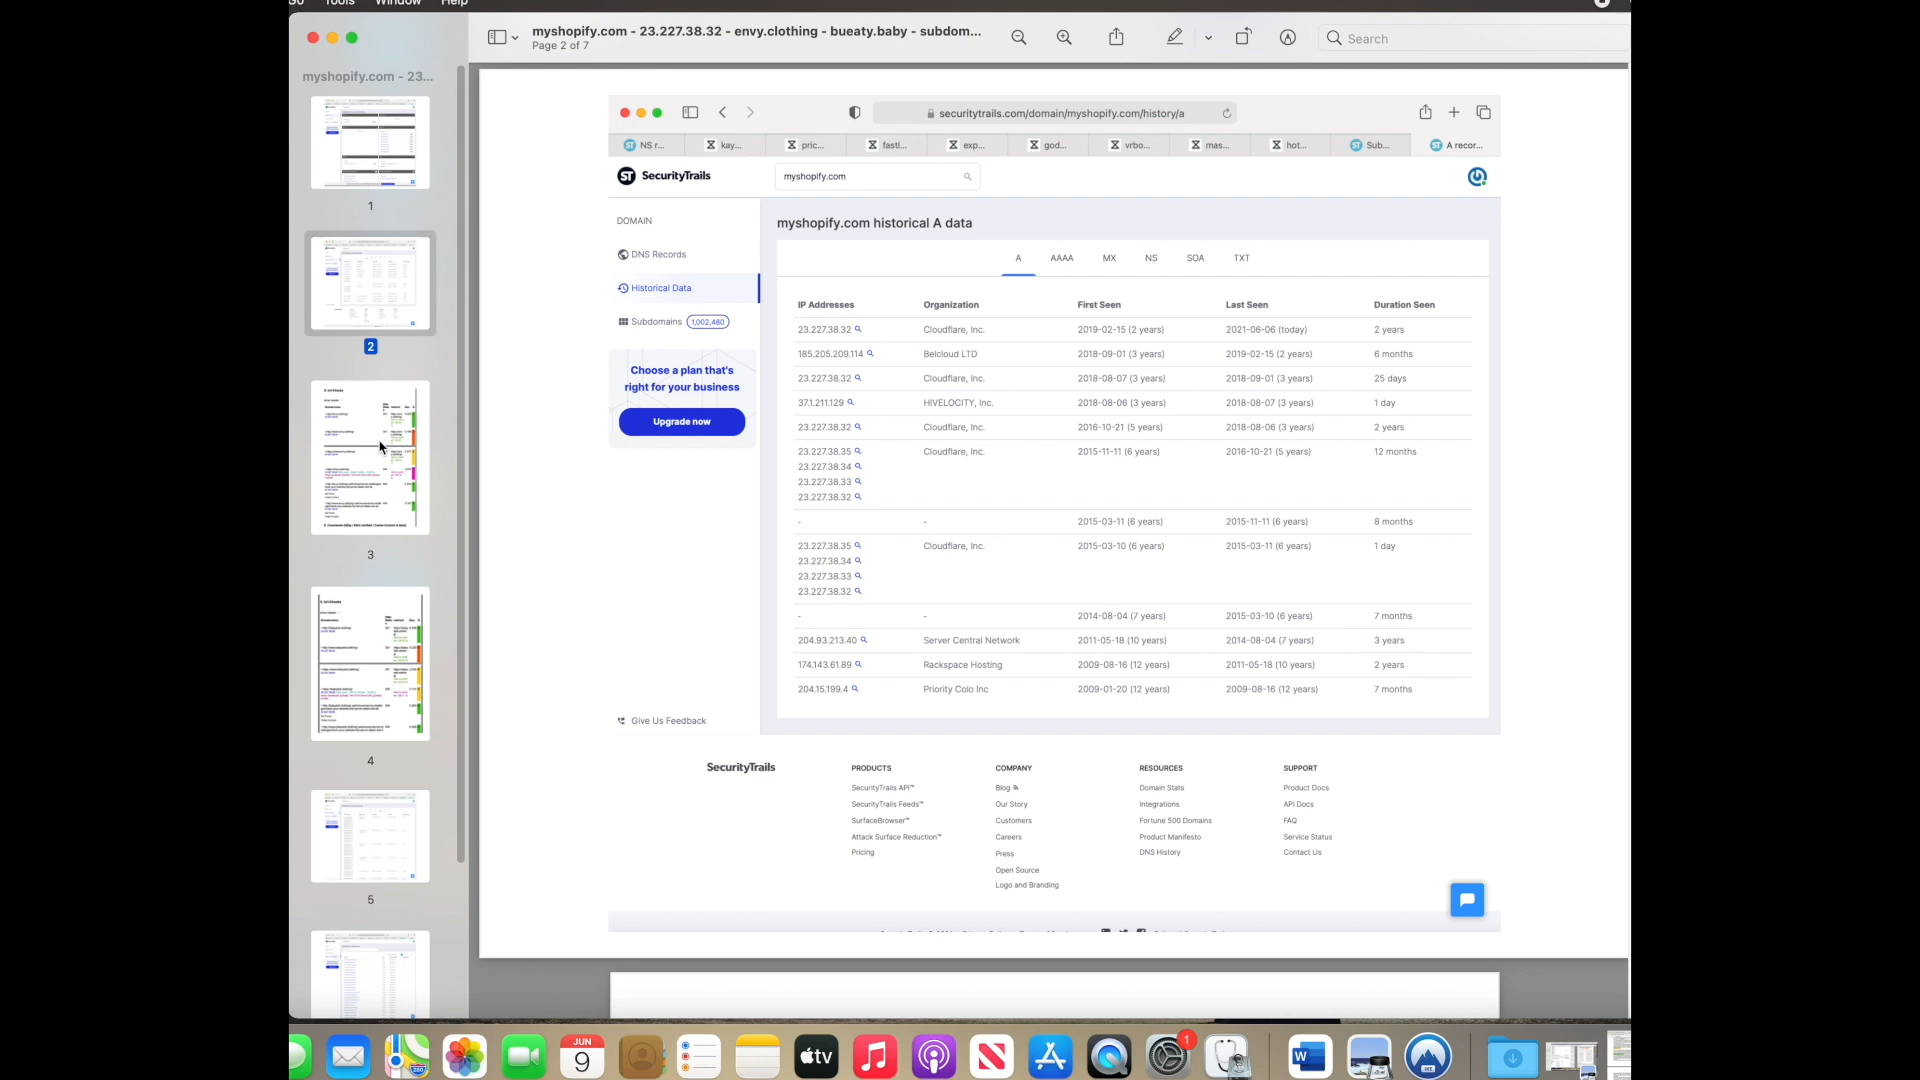 Go Tools Window Help
myshopify.com - 23.227.38.32 - envy.clothing - bueaty.baby - subdom...
Page 2 of 7
Search
myshopify.com - 23...
1
2
3
4
5
securitytrails.com/domain/myshopify.com/history/a
NS r... kay... pric... fastl... exp... god... vrbo... mas... hot... Sub... A recor...
ST SecurityTrails
myshopify.com
DOMAIN
DNS Records
Historical Data
Subdomains 1,002,480
Choose a plan that's
right for your business
Upgrade now
Give Us Feedback
myshopify.com historical A data
A AAAA MX NS SOA TXT
IP Addresses Organization First Seen Last Seen Duration Seen
23.227.38.32 Cloudflare, Inc. 2019-02-15 (2 years) 2021-06-06 (today) 2 years
185.205.209.114 Belcloud LTD 2018-09-01 (3 years) 2019-02-15 (2 years) 6 months
23.227.38.32 Cloudflare, Inc. 2018-08-07 (3 years) 2018-09-01 (3 years) 25 days
37.1.211.129 HIVELOCITY, Inc. 2018-08-06 (3 years) 2018-08-07 (3 years) 1 day
23.227.38.32 Cloudflare, Inc. 2016-10-21 (5 years) 2018-08-06 (3 years) 2 years
23.227.38.35 Cloudflare, Inc. 2015-11-11 (6 years) 2016-10-21 (5 years) 12 months
23.227.38.34
23.227.38.33
23.227.38.32
- - 2015-03-11 (6 years) 2015-11-11 (6 years) 8 months
23.227.38.35 Cloudflare, Inc. 2015-03-10 (6 years) 2015-03-11 (6 years) 1 day
23.227.38.34
23.227.38.33
23.227.38.32
- - 2014-08-04 (7 years) 2015-03-10 (6 years) 7 months
204.93.213.40 Server Central Network 2011-05-18 (10 years) 2014-08-04 (7 years) 3 years
174.143.61.89 Rackspace Hosting 2009-08-16 (12 years) 2011-05-18 (10 years) 2 years
204.15.199.4 Priority Colo Inc 2009-01-20 (12 years) 2009-08-16 (12 years) 7 months
SecurityTrails
PRODUCTS COMPANY RESOURCES SUPPORT
SecurityTrails API™ Blog Domain Stats Product Docs
SecurityTrails Feeds™ Our Story Integrations API Docs
SurfaceBrowser™ Customers Fortune 500 Domains FAQ
Attack Surface Reduction™ Careers Product Manifesto Service Status
Pricing Press DNS History Contact Us
Open Source
Logo and Branding
JUN
9
280
tv
1
W